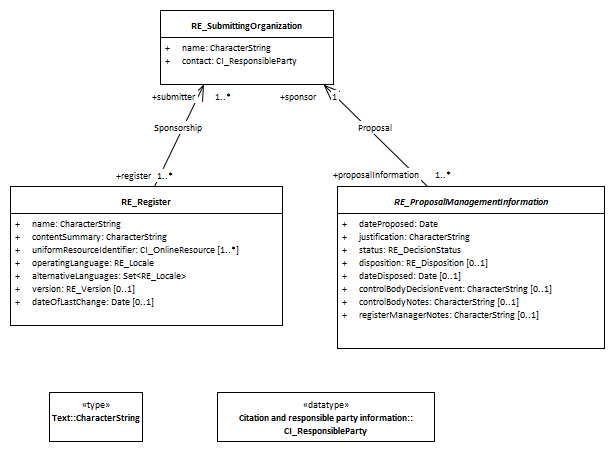 RE_SubmittingOrganization
+ name: CharacterString
+ contact: CI_ResponsibleParty
+submitter 1..*
+sponsor 1
Sponsorship
Proposal
+register 1..*
+proposalInformation 1..*
RE_Register
+ name: CharacterString
+ contentSummary: CharacterString
+ uniformResourceIdentifier: CI_OnlineResource [1..*]
+ operatingLanguage: RE_Locale
+ alternativeLanguages: Set<RE_Locale>
+ version: RE_Version [0..1]
+ dateOfLastChange: Date [0..1]
RE_ProposalManagementInformation
+ dateProposed: Date
+ justification: CharacterString
+ status: RE_DecisionStatus
+ disposition: RE_Disposition [0..1]
+ dateDisposed: Date [0..1]
+ controlBodyDecisionEvent: CharacterString [0..1]
+ controlBodyNotes: CharacterString [0..1]
+ registerManagerNotes: CharacterString [0..1]
«type»
Text::CharacterString
«datatype»
Citation and responsible party information::
CI_ResponsibleParty